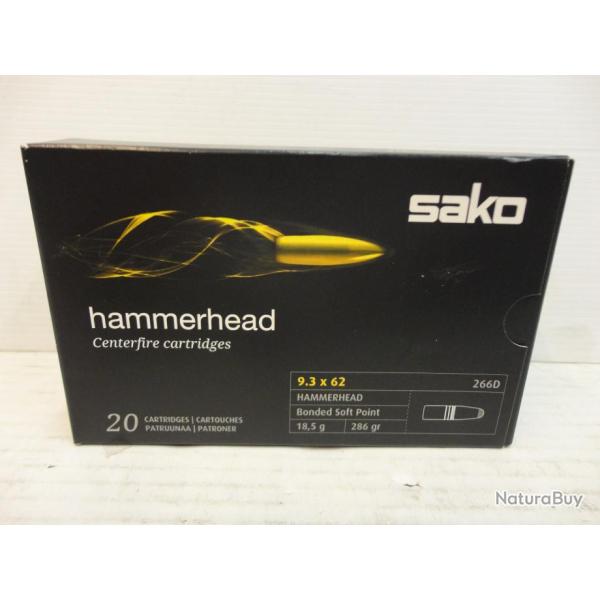 sako
hammerhead
Centerfire cartridges
9.3 x 62 266D
HAMMERHEAD
Bonded Soft Point
18,5 g 286 gr
20 CARTRIDGES | CARTOUCHES
PATRUUNAA | PATRONER
NaturaBuy